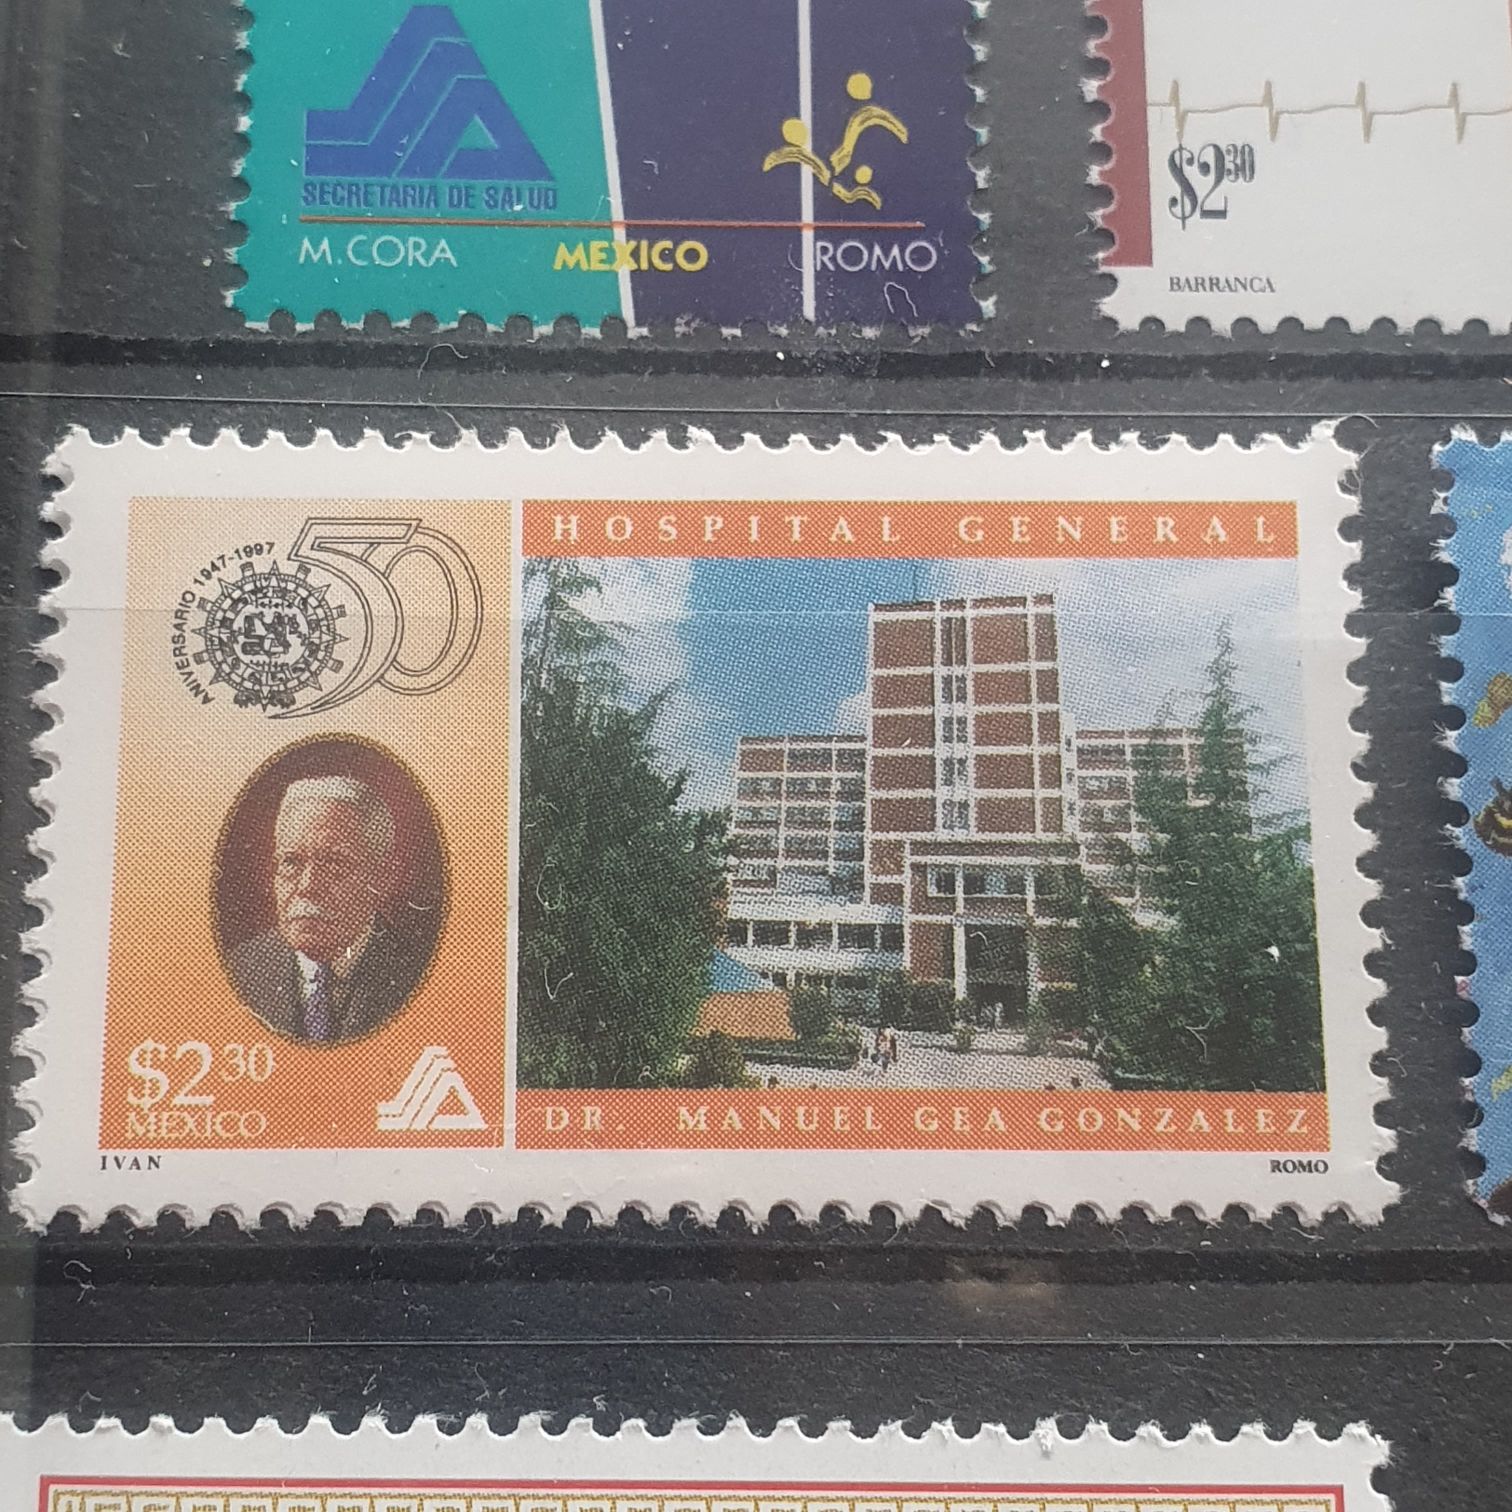 SECRETARIA DE SALUD
M.CORA MEXICO ROMO
$2.30
BARRANCA
ANIVERSARIO 1947-1997
50
HOSPITAL GENERAL
$2.30
MEXICO
DR. MANUEL GEA GONZALEZ
IVAN
ROMO